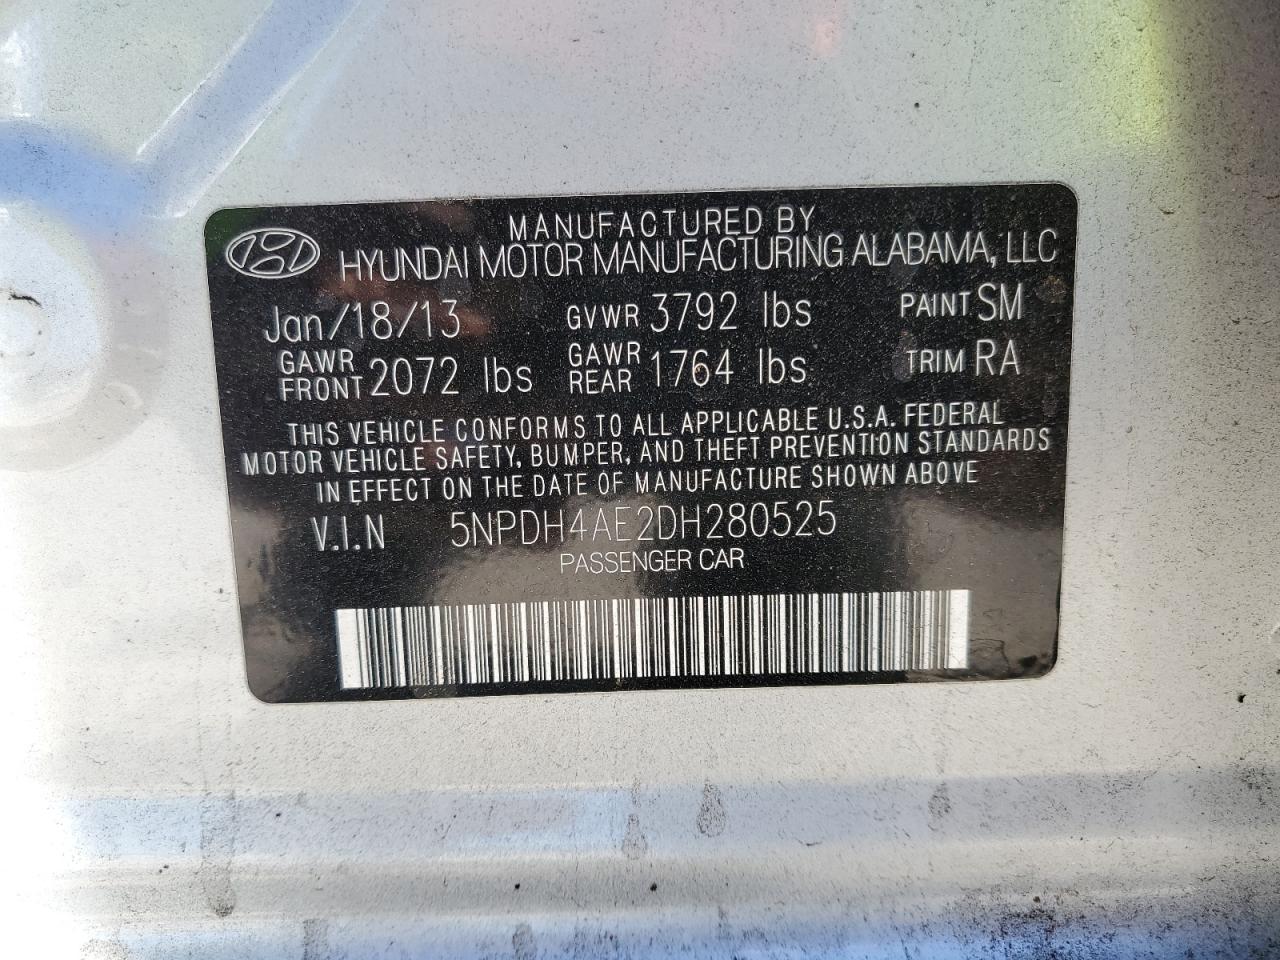 MANUFACTURED BY
HYUNDAI MOTOR MANUFACTURING ALABAMA, LLC
Jan/18/13 GVWR 3792 lbs PAINT SM
GAWR FRONT 2072 lbs GAWR REAR 1764 lbs TRIM RA
THIS VEHICLE CONFORMS TO ALL APPLICABLE U.S.A. FEDERAL
MOTOR VEHICLE SAFETY, BUMPER, AND THEFT PREVENTION STANDARDS
IN EFFECT ON THE DATE OF MANUFACTURE SHOWN ABOVE
V.I.N 5NPDH4AE2DH280525
PASSENGER CAR